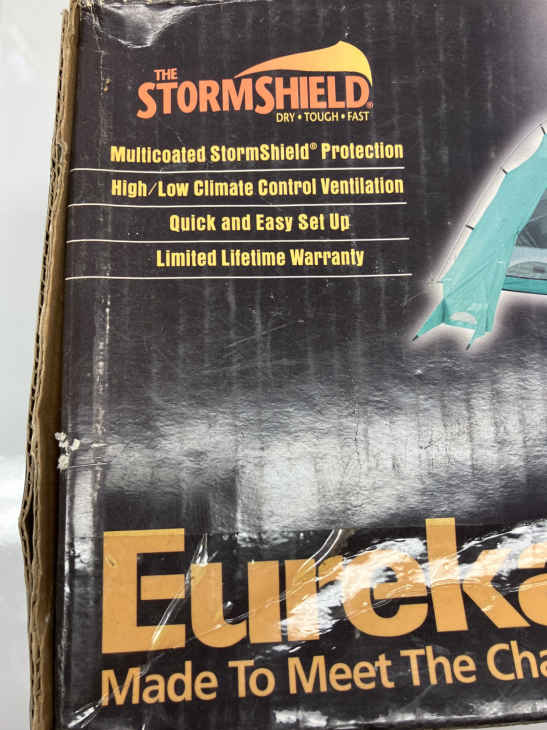 THE
STORMSHIELD®
DRY • TOUGH • FAST
Multicoated StormShield® Protection
High/Low Climate Control Ventilation
Quick and Easy Set Up
Limited Lifetime Warranty
Eureka
Made To Meet The Cha